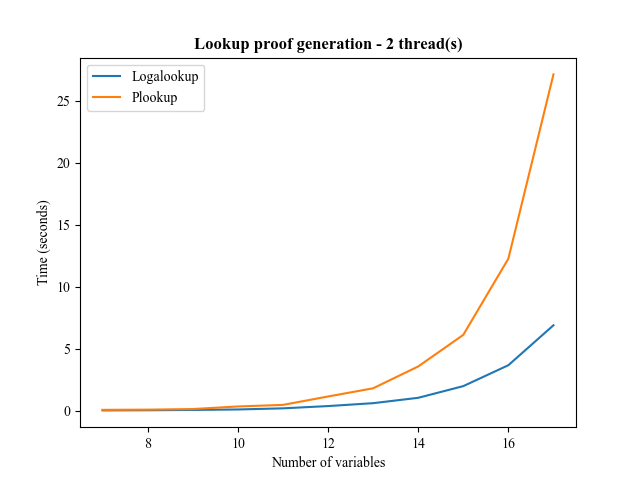 Lookup proof generation - 2 thread(s)
Logalookup
Plookup
25
20
15
10
5
0
Time (seconds)
8 10 12 14 16
Number of variables